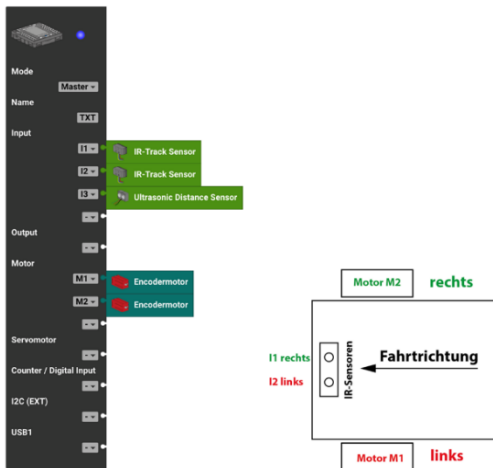 Mode
Master
Name
TXT
Input
I1 IR-Track Sensor
I2 IR-Track Sensor
I3 Ultrasonic Distance Sensor
-
Output
-
Motor
M1 Encodermotor
M2 Encodermotor
-
Servomotor
-
Counter / Digital Input
-
I2C (EXT)
-
USB1
-
Motor M2 rechts
I1 rechts
I2 links
IR-Sensoren
Fahrtrichtung
Motor M1 links